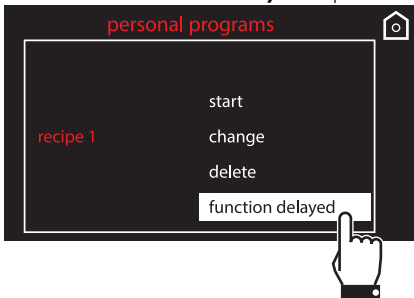 personal programs
start
recipe 1
change
delete
function delayed